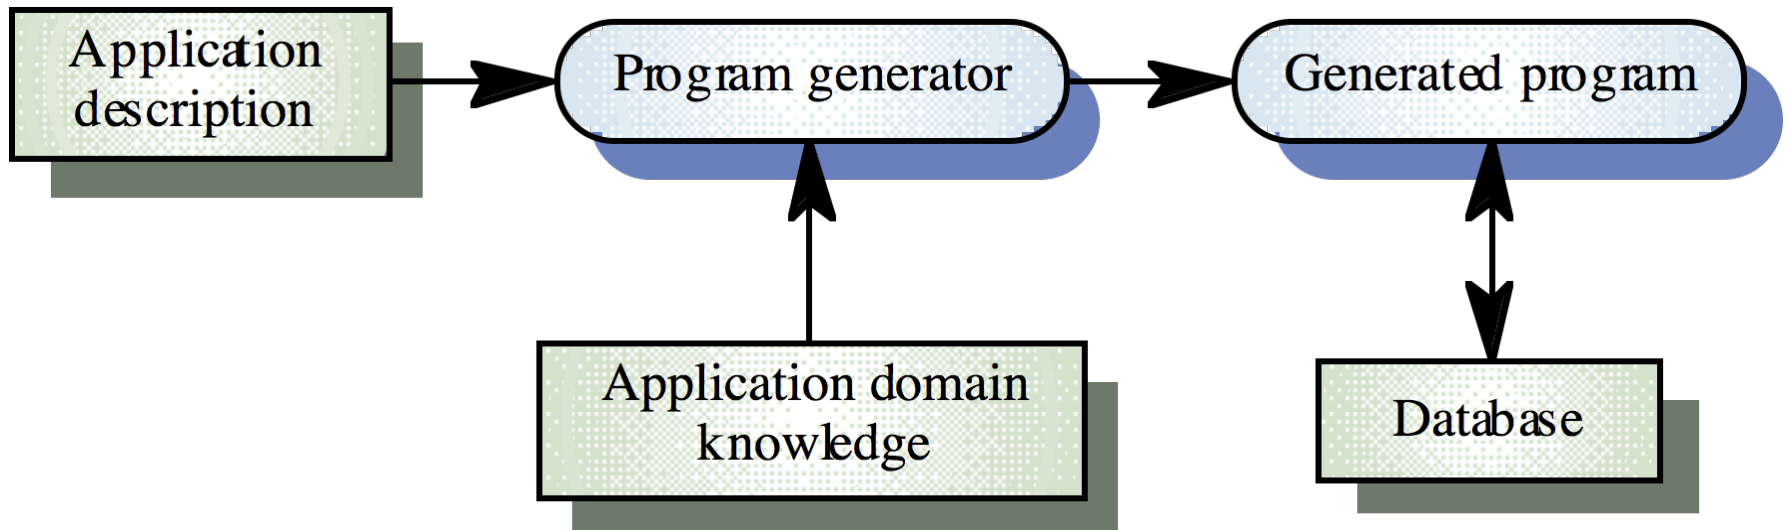 Application
description
Program generator
Generated program
Application domain
knowledge
Database